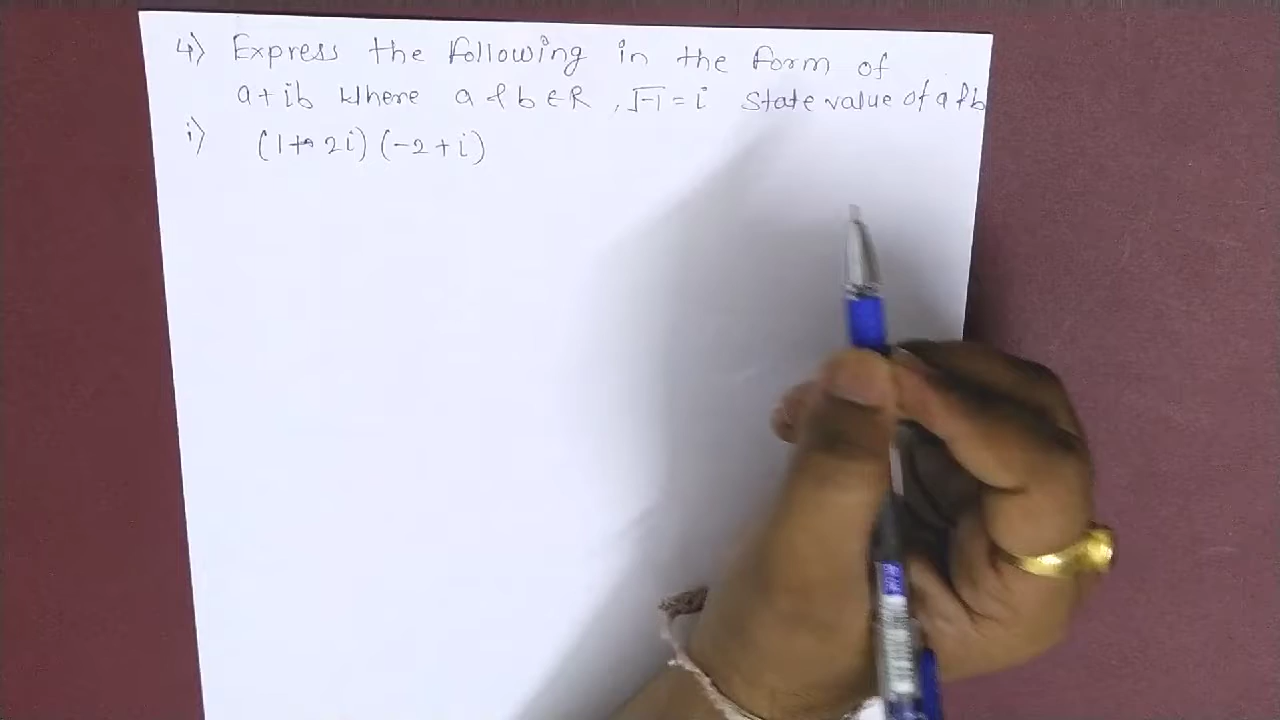 4) Express the following in the form of
a+ib Where a & b ∈ R , √-1 = i State value of a & b
i) (1+2i)(-2+i)